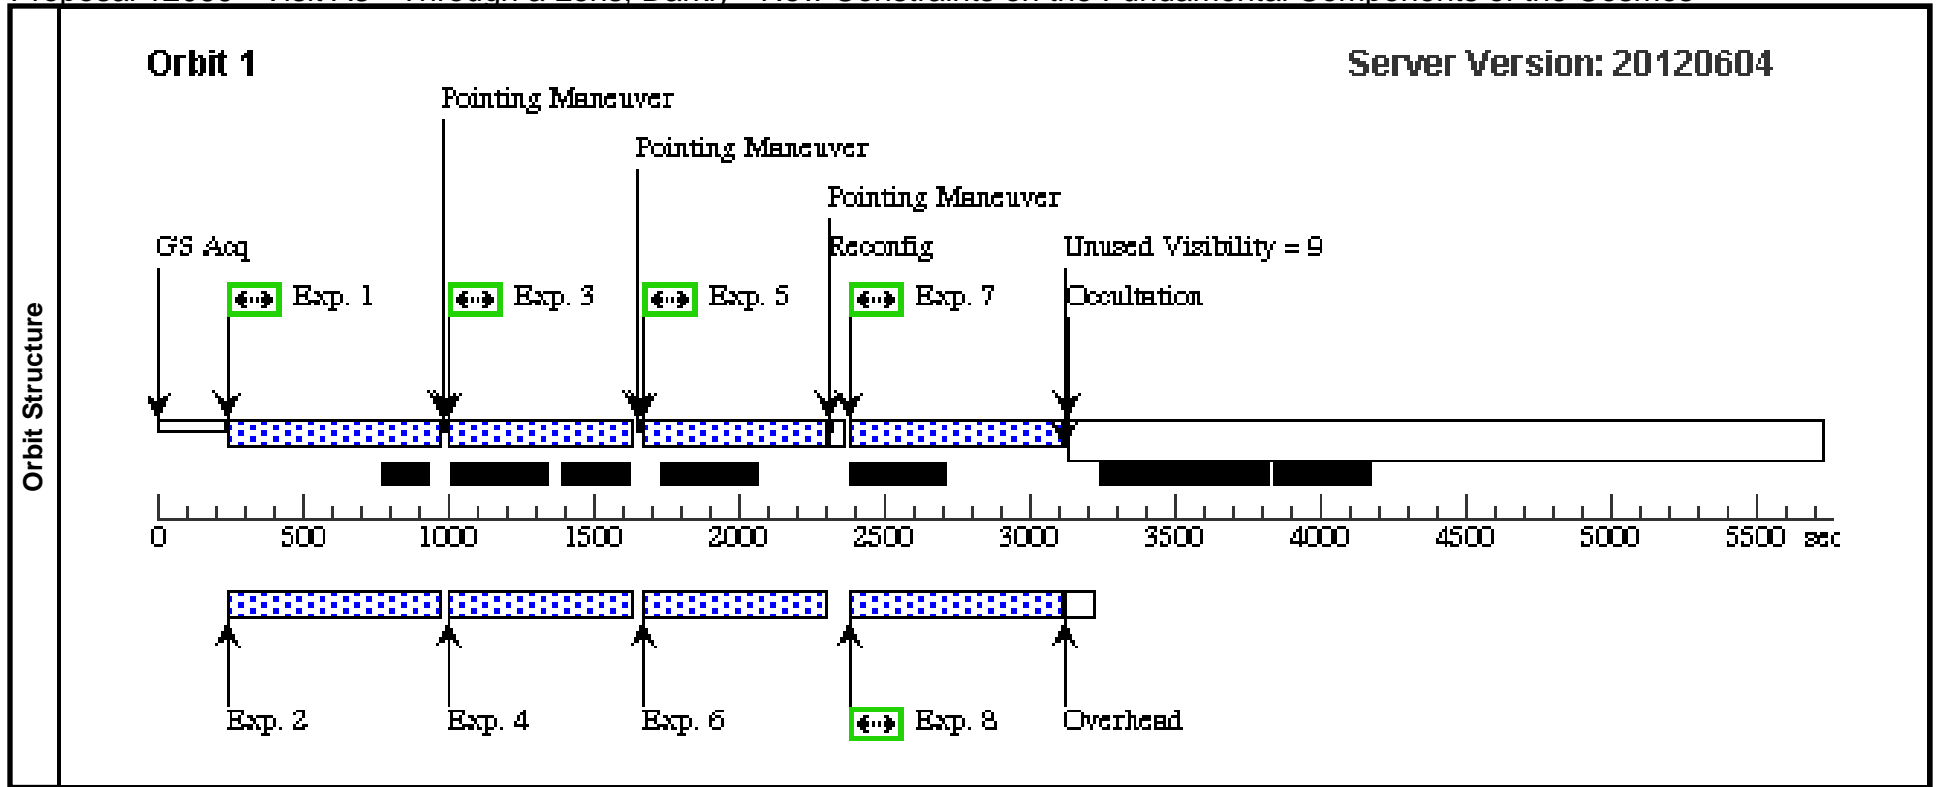 Orbit 1
Server Version: 20120604
Pointing Maneuver
Pointing Maneuver
Pointing Maneuver
GS Acq
Reconfig
Unused Visibility = 9
Exp. 1
Exp. 3
Exp. 5
Exp. 7
Occultation
Orbit Structure
0 500 1000 1500 2000 2500 3000 3500 4000 4500 5000 5500 sec
Exp. 2
Exp. 4
Exp. 6
Exp. 8
Overhead